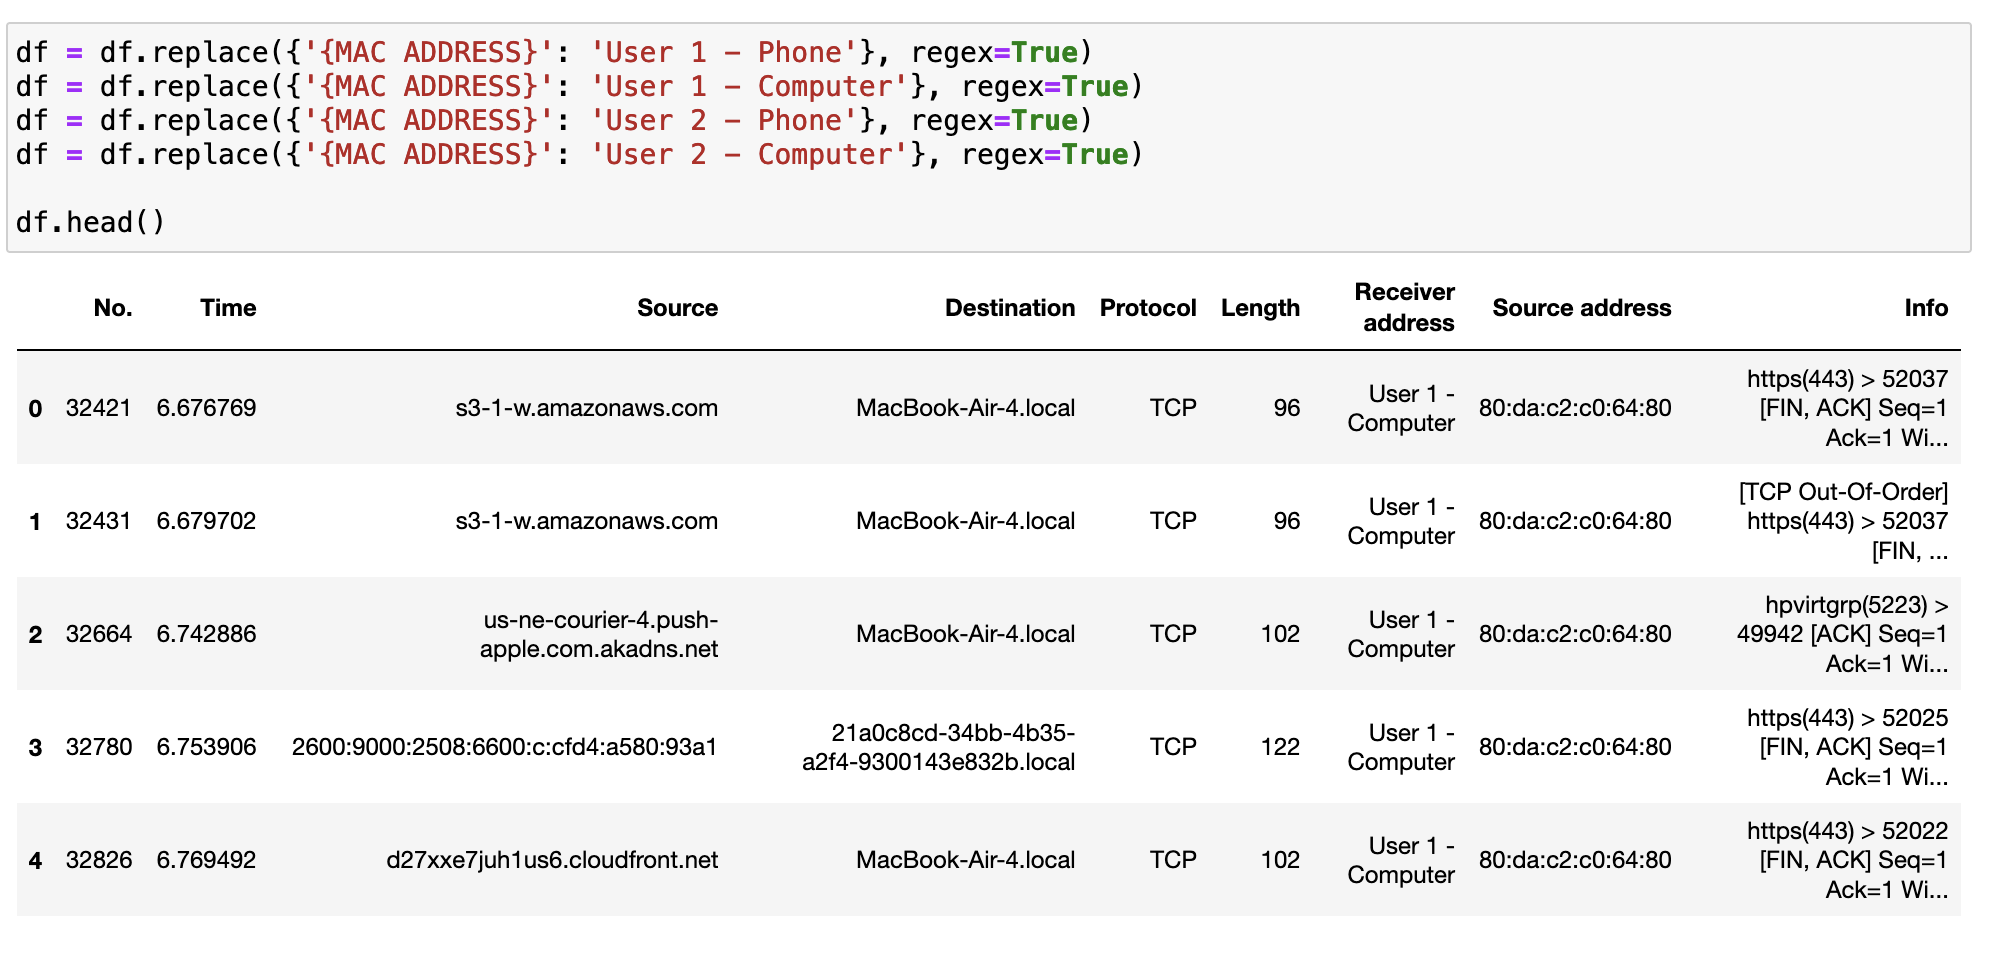 df = df.replace({'{MAC ADDRESS}': 'User 1 - Phone'}, regex=True)
df = df.replace({'{MAC ADDRESS}': 'User 1 - Computer'}, regex=True)
df = df.replace({'{MAC ADDRESS}': 'User 2 - Phone'}, regex=True)
df = df.replace({'{MAC ADDRESS}': 'User 2 - Computer'}, regex=True)
df.head()
No. Time Source Destination Protocol Length Receiver address Source address Info
0 32421 6.676769 s3-1-w.amazonaws.com MacBook-Air-4.local TCP 96 User 1 - Computer 80:da:c2:c0:64:80 https(443) > 52037 [FIN, ACK] Seq=1 Ack=1 Wi...
1 32431 6.679702 s3-1-w.amazonaws.com MacBook-Air-4.local TCP 96 User 1 - Computer 80:da:c2:c0:64:80 [TCP Out-Of-Order] https(443) > 52037 [FIN, ...
2 32664 6.742886 us-ne-courier-4.push-apple.com.akadns.net MacBook-Air-4.local TCP 102 User 1 - Computer 80:da:c2:c0:64:80 hpvirtgrp(5223) > 49942 [ACK] Seq=1 Ack=1 Wi...
3 32780 6.753906 2600:9000:2508:6600:c:cfd4:a580:93a1 21a0c8cd-34bb-4b35-a2f4-9300143e832b.local TCP 122 User 1 - Computer 80:da:c2:c0:64:80 https(443) > 52025 [FIN, ACK] Seq=1 Ack=1 Wi...
4 32826 6.769492 d27xxe7juh1us6.cloudfront.net MacBook-Air-4.local TCP 102 User 1 - Computer 80:da:c2:c0:64:80 https(443) > 52022 [FIN, ACK] Seq=1 Ack=1 Wi...